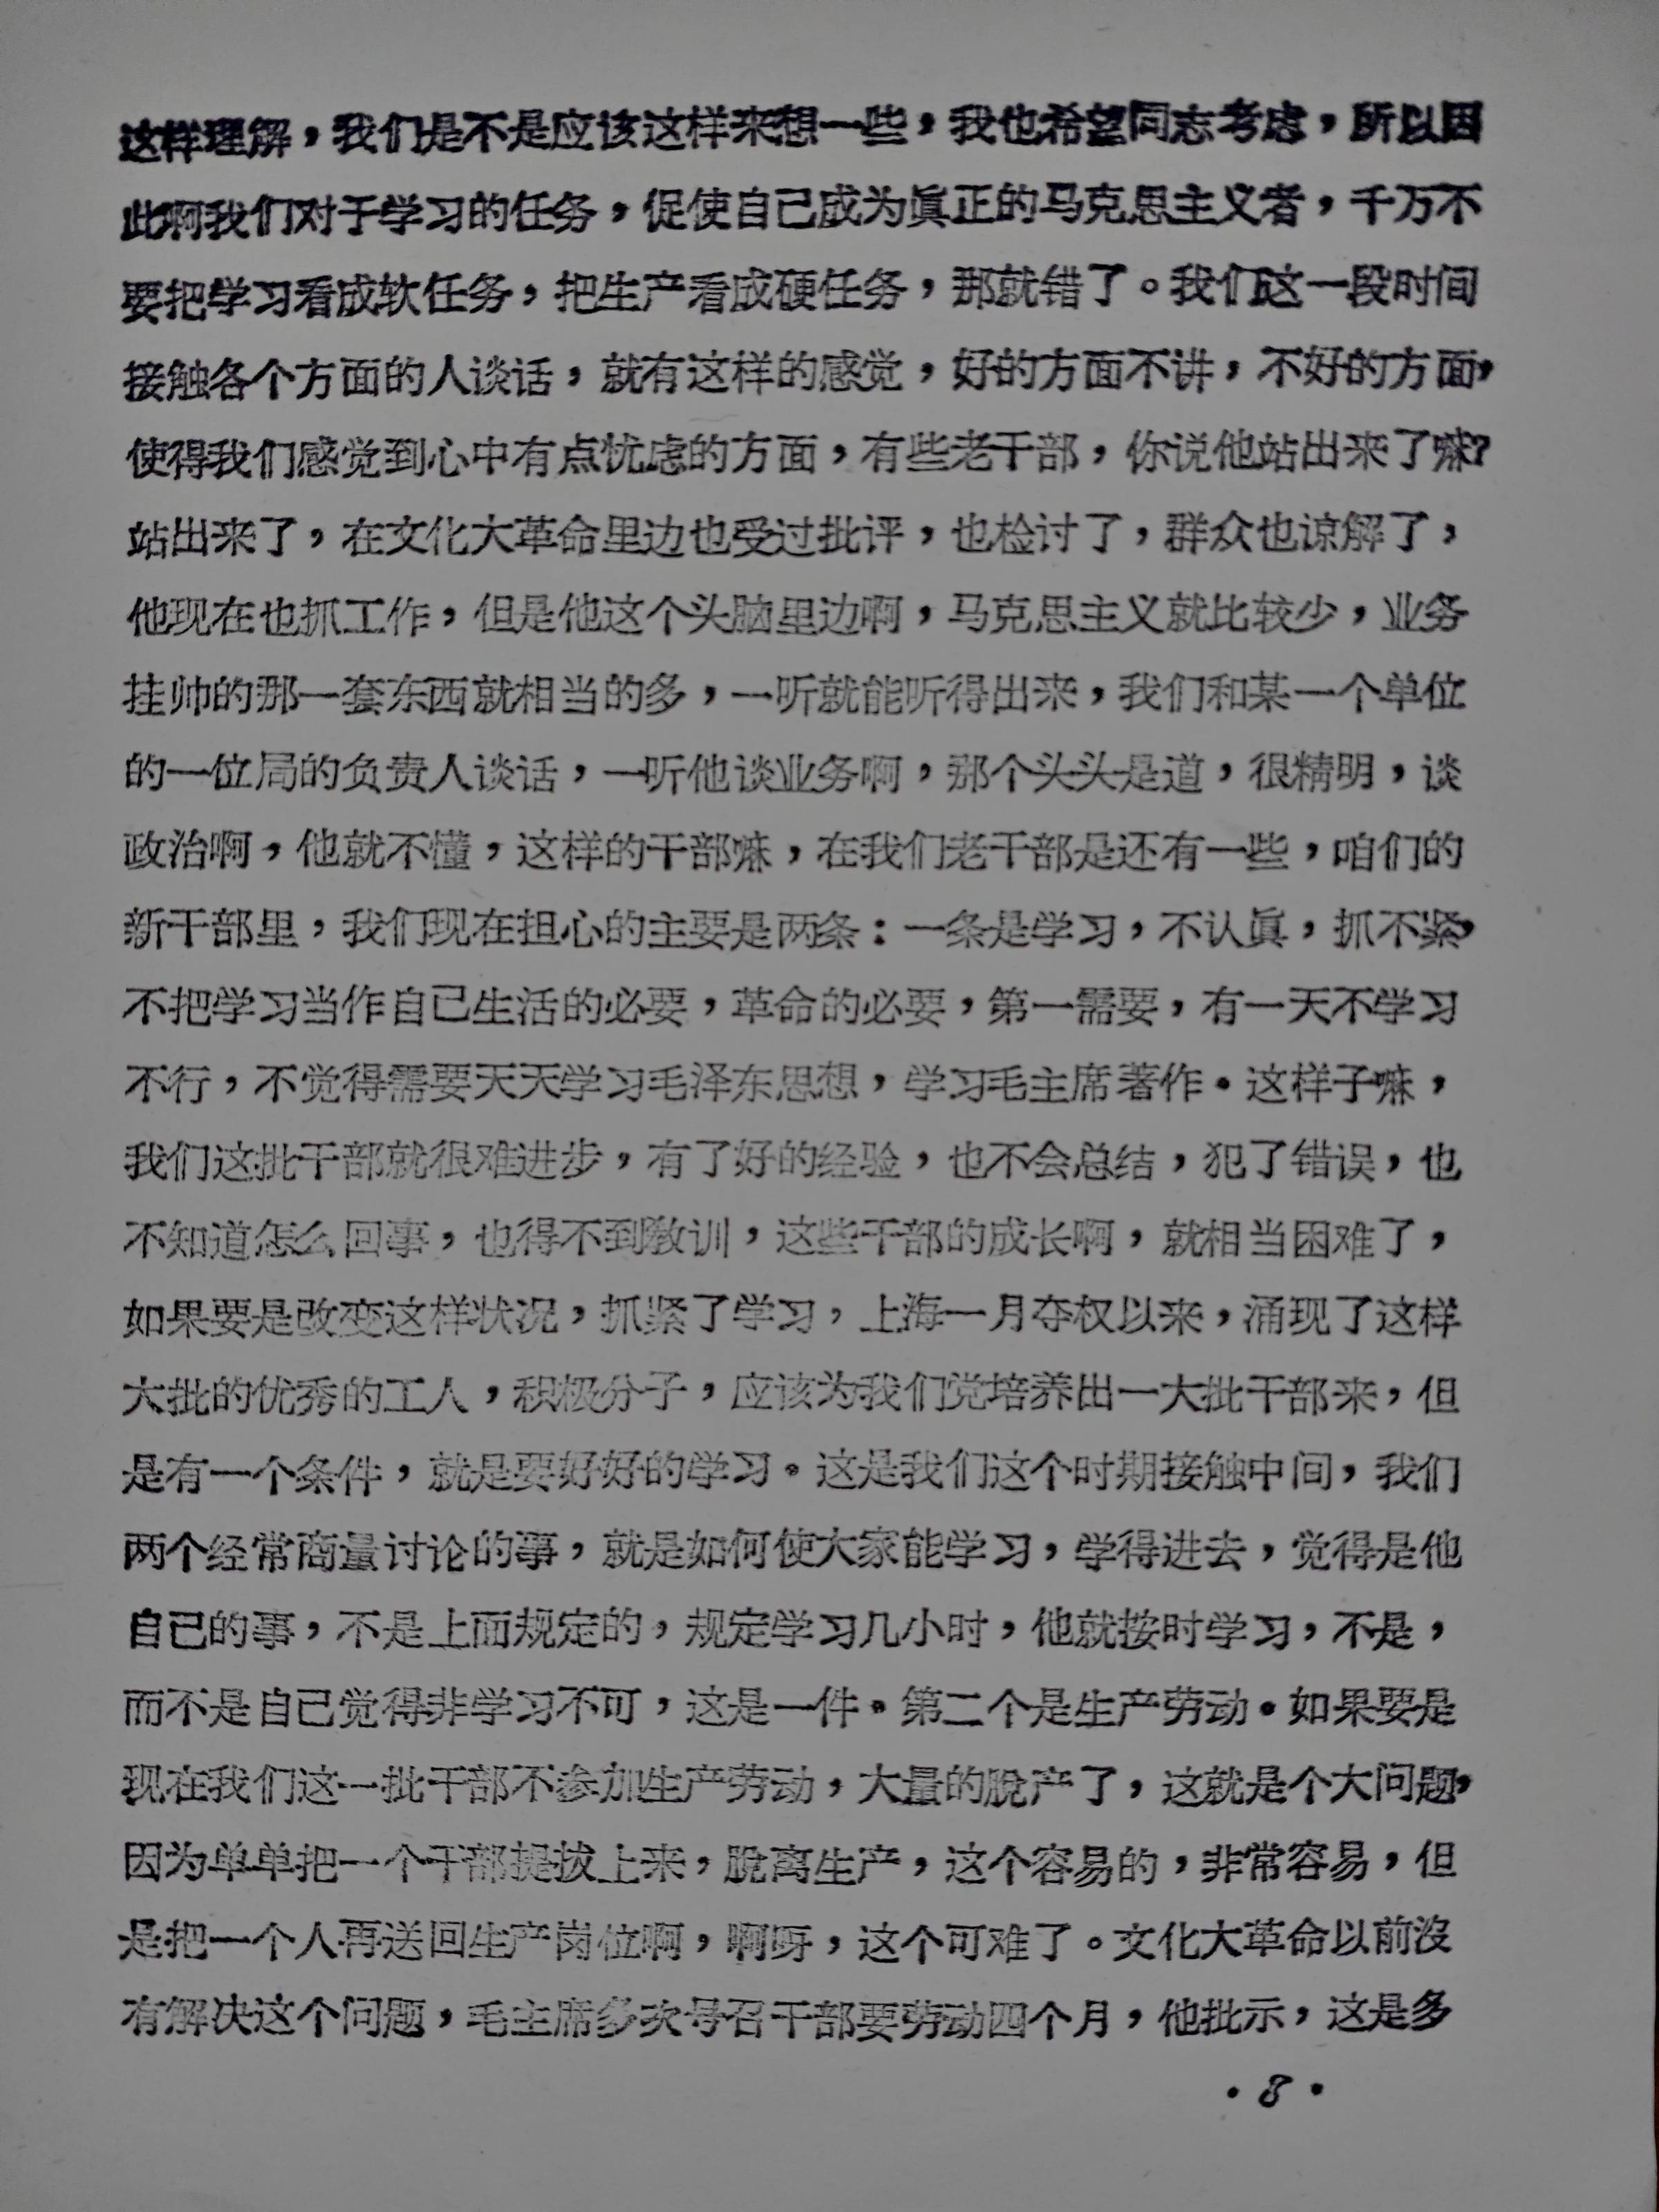 这样理解，我们是不是应该这样来想一些，我也希望同志考虑，所以因
此啊我们对于学习的任务，促使自己成为眞正的马克思主义者，千万不
要把学习看成软任务，把生产看成硬任务，那就错了。我们这一段时间
接触各个方面的人谈话，就有这样的感觉，好的方面不讲，不好的方面，
使得我们感觉到心中有点忧虑的方面，有些老干部，你说他站出来了嘛？
站出来了，在文化大革命里边也受过批评，也检讨了，群众也谅解了，
他现在也抓工作，但是他这个头脑里边啊，马克思主义就比较少，业务
挂帅的那一套东西就相当的多，一听就能听得出来，我们和某一个单位
的一位局的负责人谈话，一听他谈业务啊，那个头头是道，很精明，谈
政治啊，他就不懂，这样的干部嘛，在我们老干部是还有一些，咱们的
新干部里，我们现在担心的主要是两条：一条是学习，不认眞，抓不紧，
不把学习当作自己生活的必要，革命的必要，第一需要，有一天不学习
不行，不觉得需要天天学习毛泽东思想，学习毛主席著作。这样子嘛，
我们这批干部就很难进步，有了好的经验，也不会总结，犯了错误，也
不知道怎么回事，也得不到教训，这些干部的成长啊，就相当困难了，
如果要是改变这样状况，抓紧了学习，上海一月夺权以来，涌现了这样
大批的优秀的工人，积极分子，应该为我们党培养出一大批干部来，但
是有一个条件，就是要好好的学习。这是我们这个时期接触中间，我们
两个经常商量讨论的事，就是如何使大家能学习，学得进去，觉得是他
自己的事，不是上面规定的，规定学习几小时，他就按时学习，不是，
而不是自己觉得非学习不可，这是一件。第二个是生产劳动。如果要是
现在我们这一批干部不参加生产劳动，大量的脫产了，这就是个大问题，
因为单单把一个干部提拔上来，脫离生产，这个容易的，非常容易，但
是把一个人再送回生产岗位啊，啊呀，这个可难了。文化大革命以前沒
有解决这个问题，毛主席多次号召干部要劳动四个月，他批示，这是多
·8·